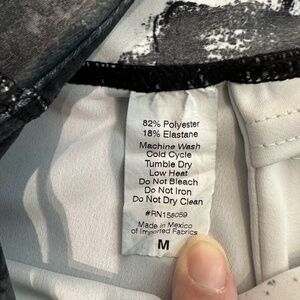 82% Polyester
18% Elastane
Machine Wash
Cold Cycle
Tumble Dry
Low Heat
Do Not Bleach
Do Not Iron
Do Not Dry Clean
#RN158059
Made in Mexico
of Imported Fabrics
M